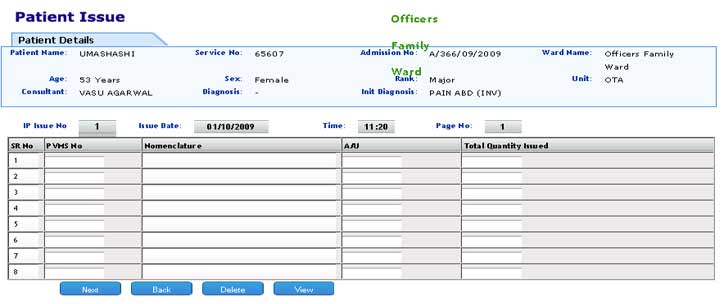 Patient Issue
Officers
Family
Ward
Patient Details
Patient Name: UMASHASHI Service No: 65607 Admission No: A/366/09/2009 Ward Name: Officers Family Ward
Age: 53 Years Sex: Female Rank: Major Unit: OTA
Consultant: VASU AGARWAL Diagnosis: - Init Diagnosis: PAIN ABD (INV)
IP Issue No 1 Issue Date: 01/10/2009 Time: 11:20 Page No: 1
SR No PVMS No Nomenclature A/U Total Quantity Issued
1
2
3
4
5
6
7
8
Next Back Delete View